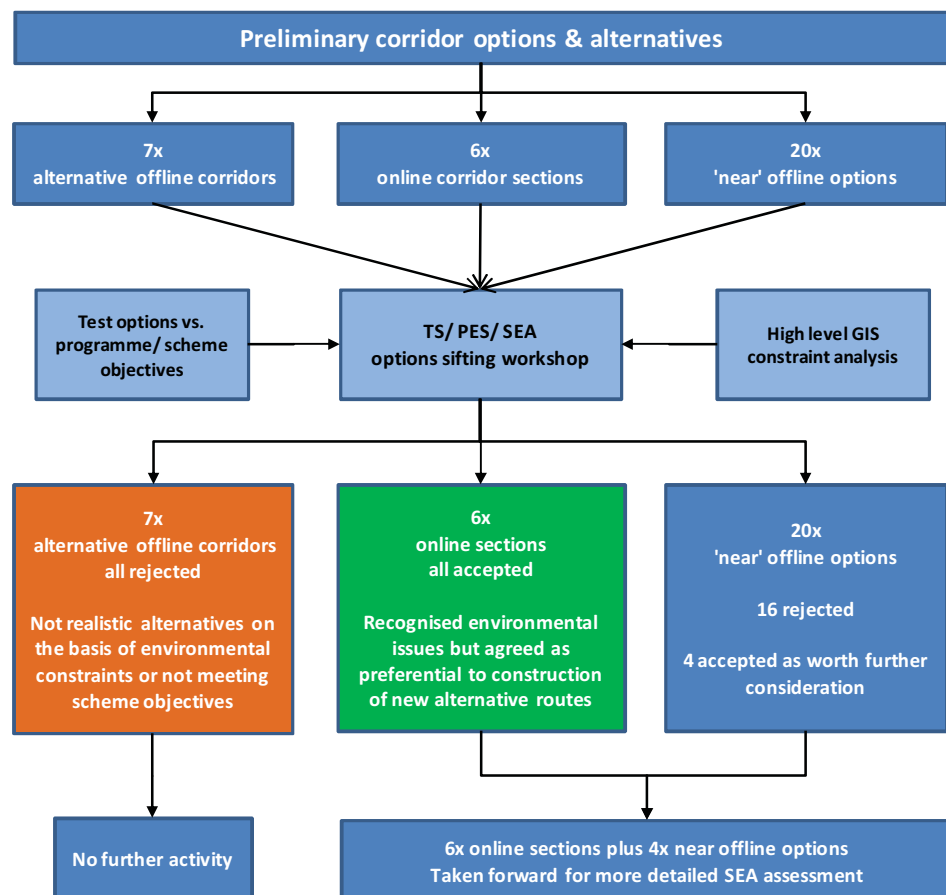 Preliminary corridor options & alternatives
7x
alternative offline corridors
6x
online corridor sections
20x
'near' offline options
Test options vs.
programme/ scheme
objectives
TS/ PES/ SEA
options sifting workshop
High level GIS
constraint analysis
7x
alternative offline corridors
all rejected
Not realistic alternatives on
the basis of environmental
constraints or not meeting
scheme objectives
6x
online sections
all accepted
Recognised environmental
issues but agreed as
preferential to construction
of new alternative routes
20x
'near' offline options
16 rejected
4 accepted as worth further
consideration
No further activity
6x online sections plus 4x near offline options
Taken forward for more detailed SEA assessment